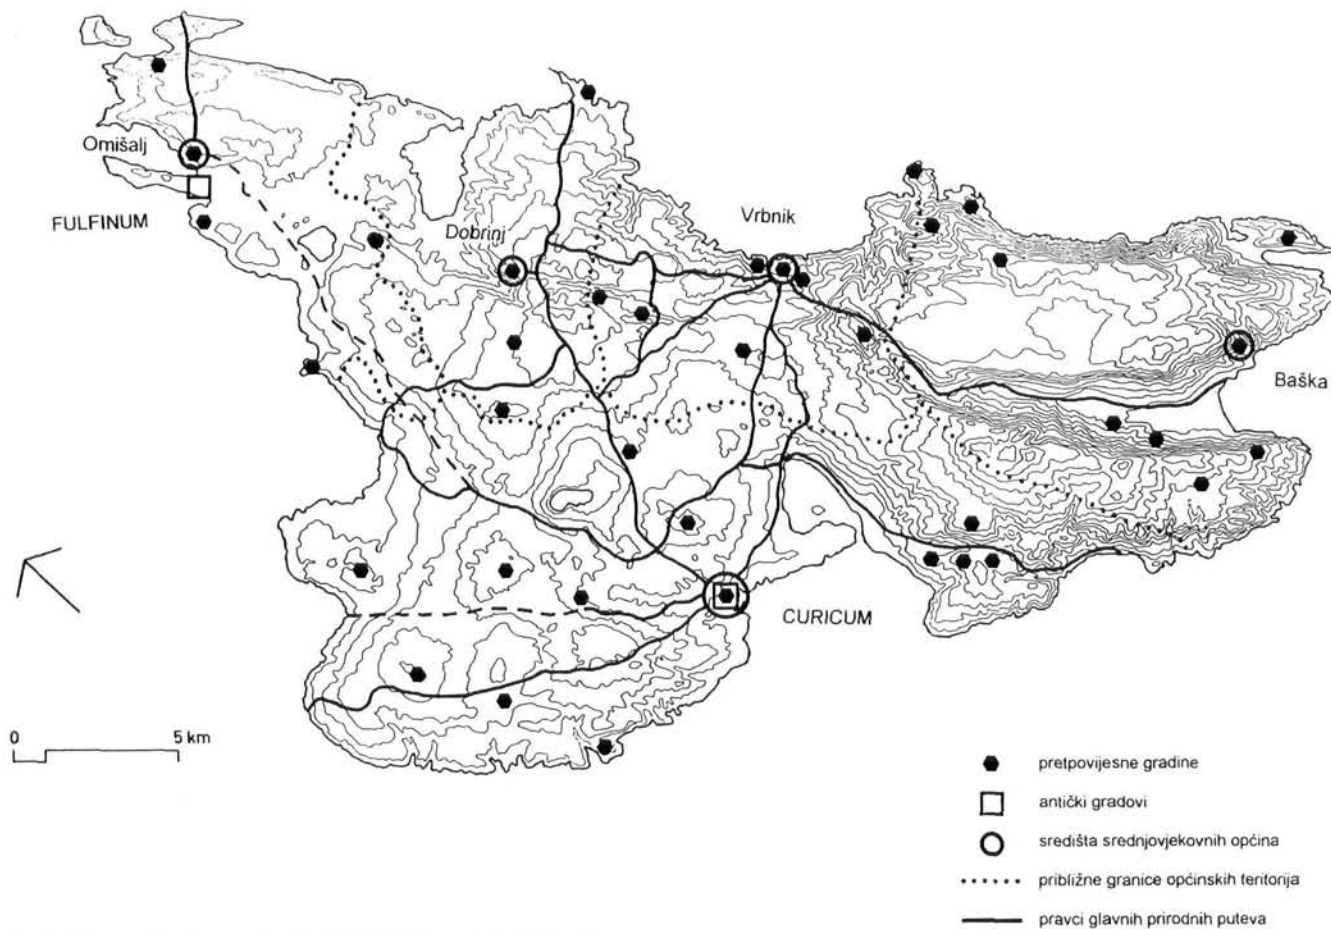 Omišalj
FULFINUM
Dobrinj
Vrbnik
Baška
CURICUM
0 5 km
pretpovijesne gradine
antički gradovi
središta srednjovjekovnih općina
približne granice općinskih teritorija
pravci glavnih prirodnih puteva